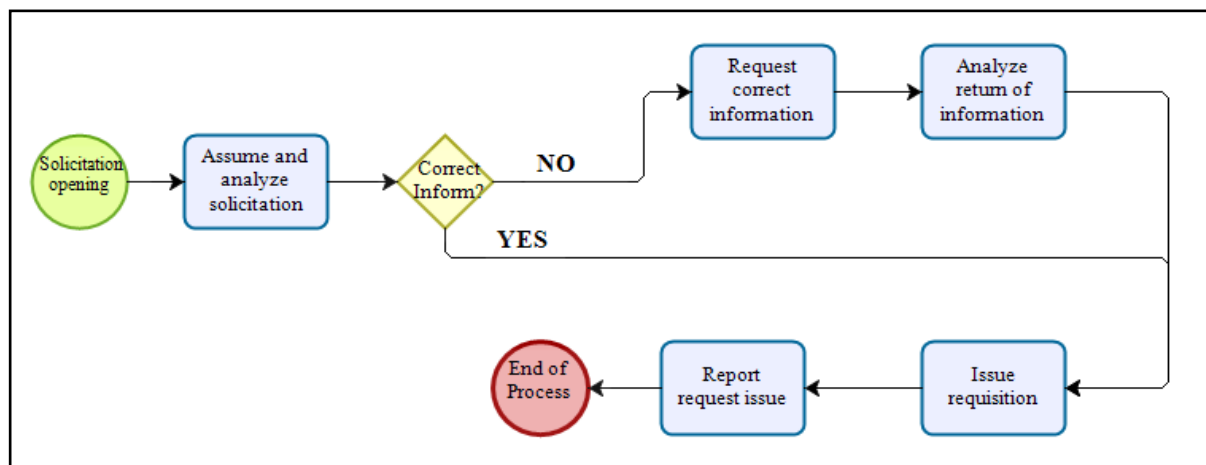 Solicitation
opening
Assume and
analyze
solicitation
Correct
Inform?
NO
YES
Request
correct
information
Analyze
return of
information
Issue
requisition
Report
request issue
End of
Process